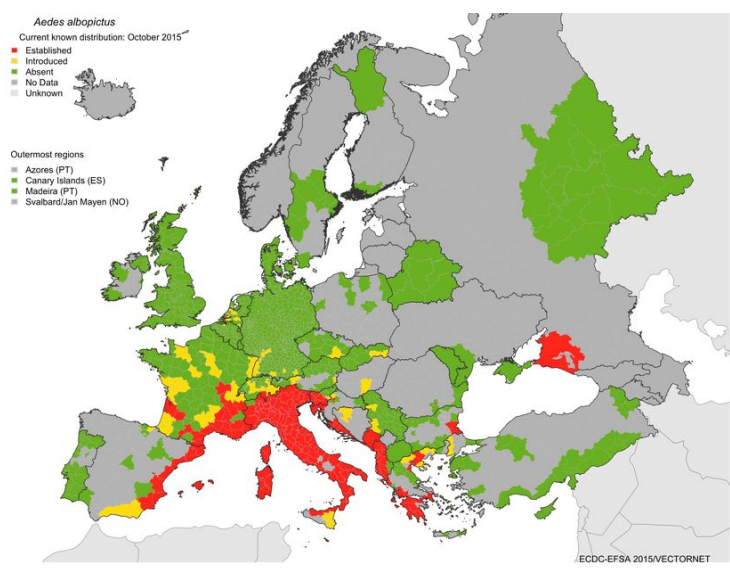 Aedes albopictus
Current known distribution: October 2015
Established
Introduced
Absent
No Data
Unknown
Outermost regions
Azores (PT)
Canary Islands (ES)
Madeira (PT)
Svalbard/Jan Mayen (NO)
ECDC-EFSA 2015/VECTORNET